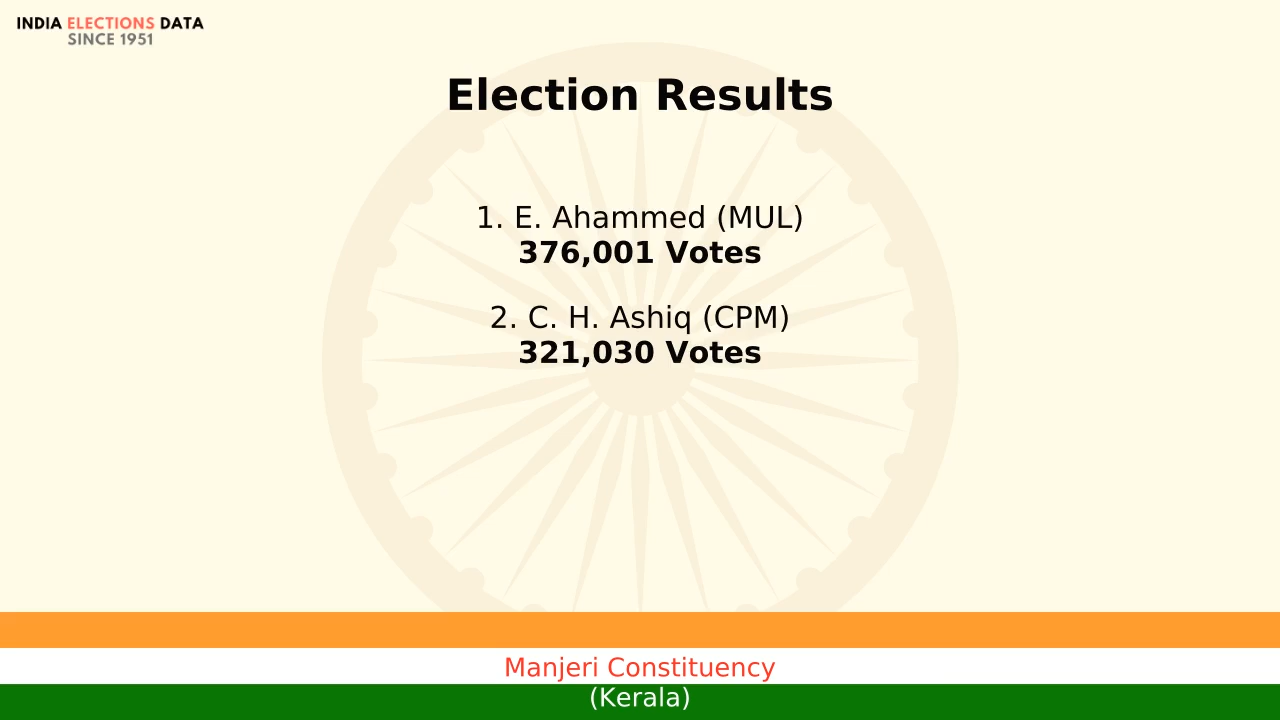 INDIA ELECTIONS DATA
SINCE 1951
Election Results
1. E. Ahammed (MUL)
376,001 Votes
2. C. H. Ashiq (CPM)
321,030 Votes
Manjeri Constituency
(Kerala)